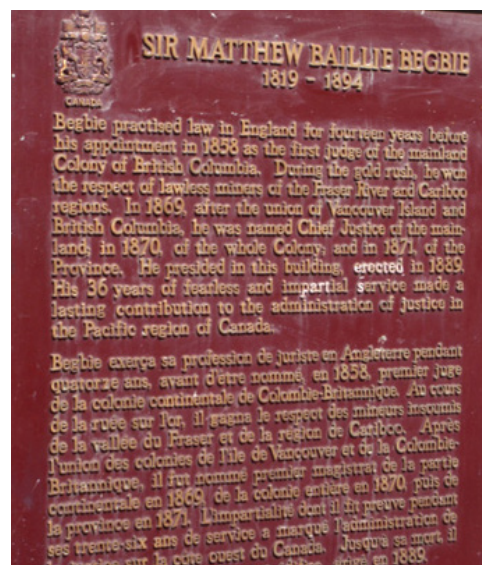 CANADA
SIR MATTHEW BAILLIE BEGBIE
1819 - 1894
Begbie practised law in England for fourteen years before
his appointment in 1858 as the first judge of the mainland
Colony of British Columbia. During the gold rush, he won
the respect of lawless miners of the Fraser River and Cariboo
regions. In 1869, after the union of Vancouver Island and
British Columbia, he was named Chief Justice of the main-
land, in 1870, of the whole Colony, and in 1871, of the
Province. He presided in this building, erected in 1889.
His 36 years of fearless and impartial service made a
lasting contribution to the administration of justice in
the Pacific region of Canada.
Begbie exerça sa profession de juriste en Angleterre pendant
quatorze ans, avant d'être nommé, en 1858, premier juge
de la colonie continentale de Colombie-Britannique. Au cours
de la ruée sur l'or, il gagna le respect des mineurs insoumis
de la vallée du Fraser et de la région de Cariboo. Après
l'union des colonies de l'île de Vancouver et de la Colombie-
Britannique, il fut nommé premier magistrat de la partie
continentale en 1869, de la colonie entière en 1870, puis de
la province en 1871. L'impartialité dont il fit preuve pendant
ses trente-six ans de service a marqué l'administration de
sur la côte ouest du Canada. Jusqu'à sa mort, il
érigé en 1889.